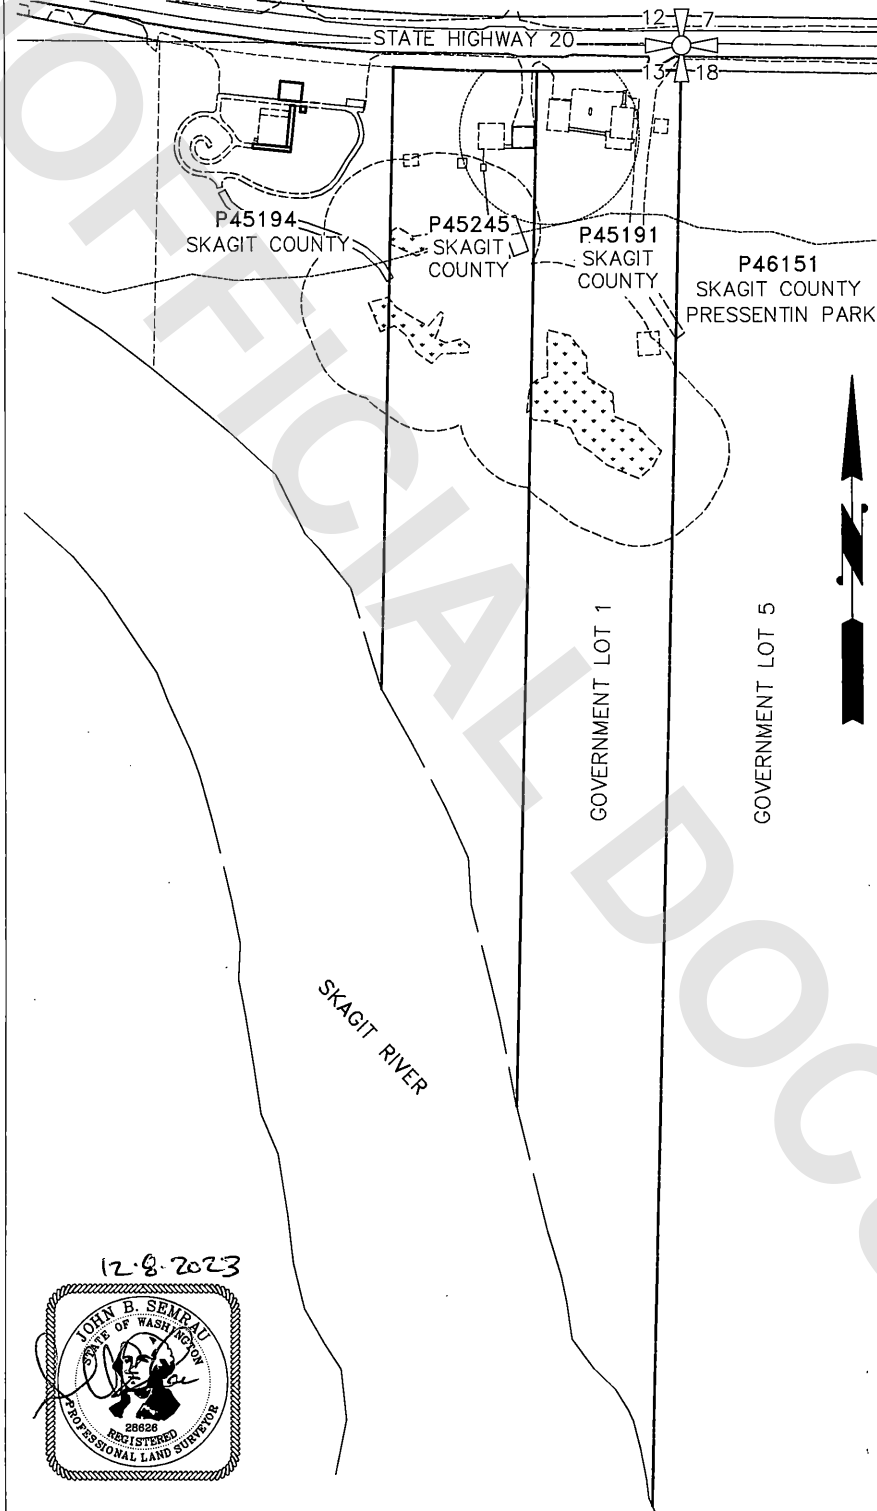 STATE HIGHWAY 20
12 7
13 18
P45194
SKAGIT COUNTY
P45245
SKAGIT
COUNTY
P45191
SKAGIT
COUNTY
P46151
SKAGIT COUNTY
PRESSENTIN PARK
N
GOVERNMENT LOT 1
GOVERNMENT LOT 5
SKAGIT RIVER
12·8·2023
JOHN B. SEMRAU
STATE OF WASHINGTON
28626
REGISTERED
PROFESSIONAL LAND SURVEYOR
OFFICIAL DOC